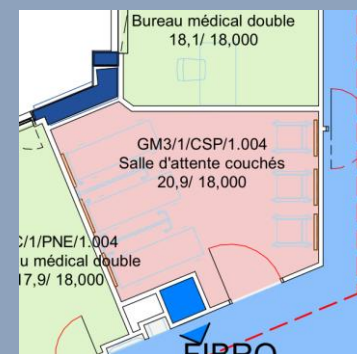 Bureau médical double
18,1/ 18,000
GM3/1/CSP/1.004
Salle d'attente couchés
20,9/ 18,000
C/1/PNE/1.004
u médical double
17,9/ 18,000
FIBRO